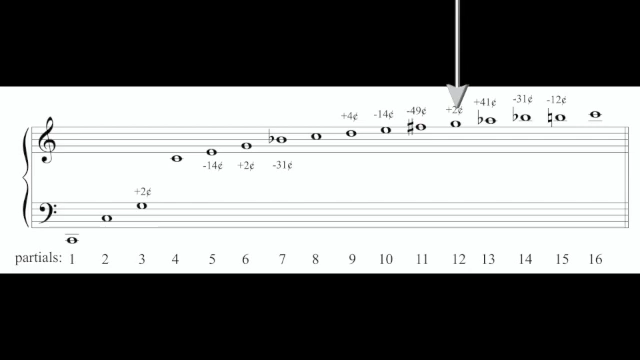 +4¢ -14¢ -49¢ +2¢ +41¢ -31¢ -12¢
-14¢ +2¢ -31¢
+2¢
partials: 1 2 3 4 5 6 7 8 9 10 11 12 13 14 15 16